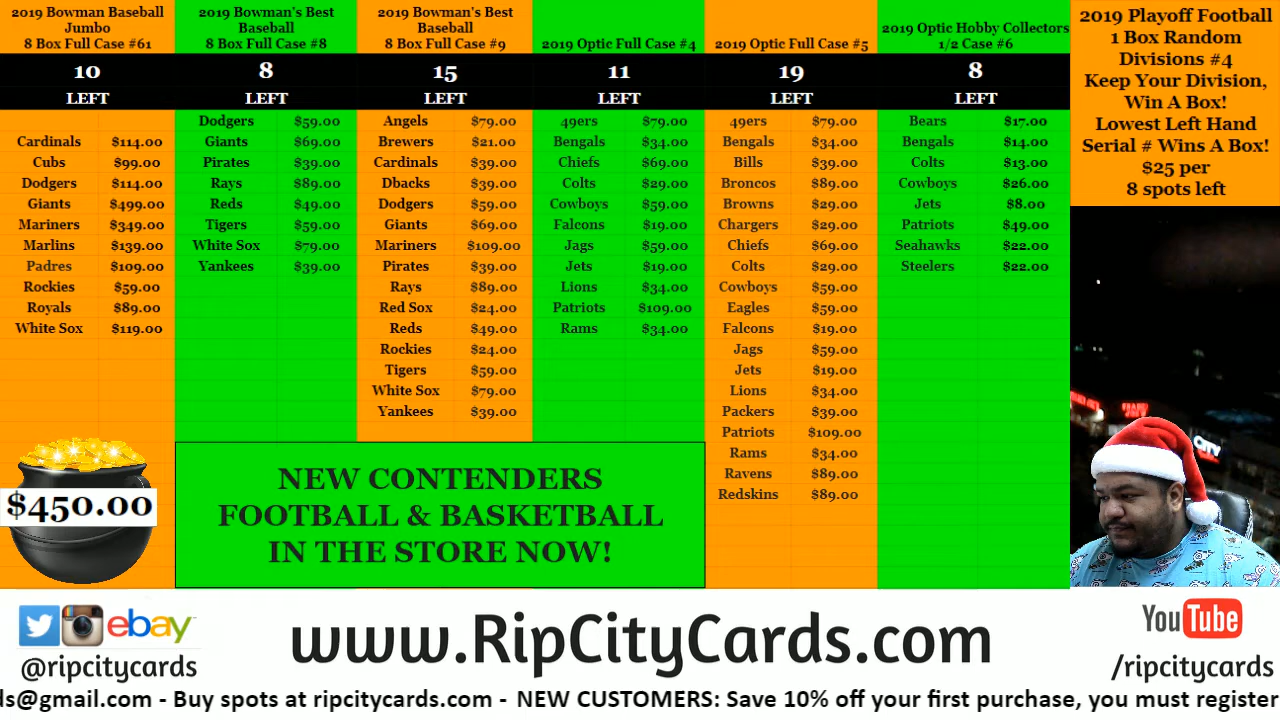 2019 Bowman Baseball
Jumbo
8 Box Full Case #61
10
LEFT
Cardinals $114.00
Cubs $99.00
Dodgers $114.00
Giants $499.00
Mariners $349.00
Marlins $139.00
Padres $109.00
Rockies $59.00
Royals $89.00
White Sox $119.00
2019 Bowman's Best
Baseball
8 Box Full Case #8
8
LEFT
Dodgers $59.00
Giants $69.00
Pirates $39.00
Rays $89.00
Reds $49.00
Tigers $59.00
White Sox $79.00
Yankees $39.00
2019 Bowman's Best
Baseball
8 Box Full Case #9
15
LEFT
Angels $79.00
Brewers $21.00
Cardinals $39.00
Dbacks $39.00
Dodgers $59.00
Giants $69.00
Mariners $109.00
Pirates $39.00
Rays $89.00
Red Sox $24.00
Reds $49.00
Rockies $24.00
Tigers $59.00
White Sox $79.00
Yankees $39.00
2019 Optic Full Case #4
11
LEFT
49ers $79.00
Bengals $34.00
Chiefs $69.00
Colts $29.00
Cowboys $59.00
Falcons $19.00
Jags $59.00
Jets $19.00
Lions $34.00
Patriots $109.00
Rams $34.00
2019 Optic Full Case #5
19
LEFT
49ers $79.00
Bengals $34.00
Bills $39.00
Broncos $89.00
Browns $29.00
Chargers $29.00
Chiefs $69.00
Colts $29.00
Cowboys $59.00
Eagles $59.00
Falcons $19.00
Jags $59.00
Jets $19.00
Lions $34.00
Packers $39.00
Patriots $109.00
Rams $34.00
Ravens $89.00
Redskins $89.00
2019 Optic Hobby Collectors
1/2 Case #6
8
LEFT
Bears $17.00
Bengals $14.00
Colts $13.00
Cowboys $26.00
Jets $8.00
Patriots $49.00
Seahawks $22.00
Steelers $22.00
2019 Playoff Football
1 Box Random
Divisions #4
Keep Your Division,
Win A Box!
Lowest Left Hand
Serial # Wins A Box!
$25 per
8 spots left
$450.00
NEW CONTENDERS
FOOTBALL & BASKETBALL
IN THE STORE NOW!
CITY
ebay
@ripcitycards
www.RipCityCards.com
YouTube
/ripcitycards
ds@gmail.com - Buy spots at ripcitycards.com - NEW CUSTOMERS: Save 10% off your first purchase, you must register